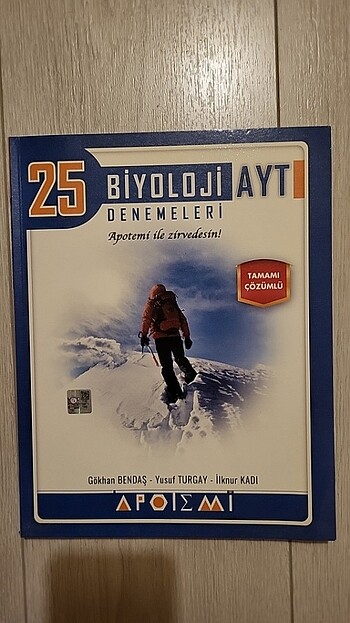 25 BİYOLOJİ AYT
DENEMELERİ
Apotemi ile zirvedesin!
TAMAMI
ÇÖZÜMLÜ
Gökhan BENDAŞ - Yusuf TURGAY - İlknur KADI
APOTEMİ